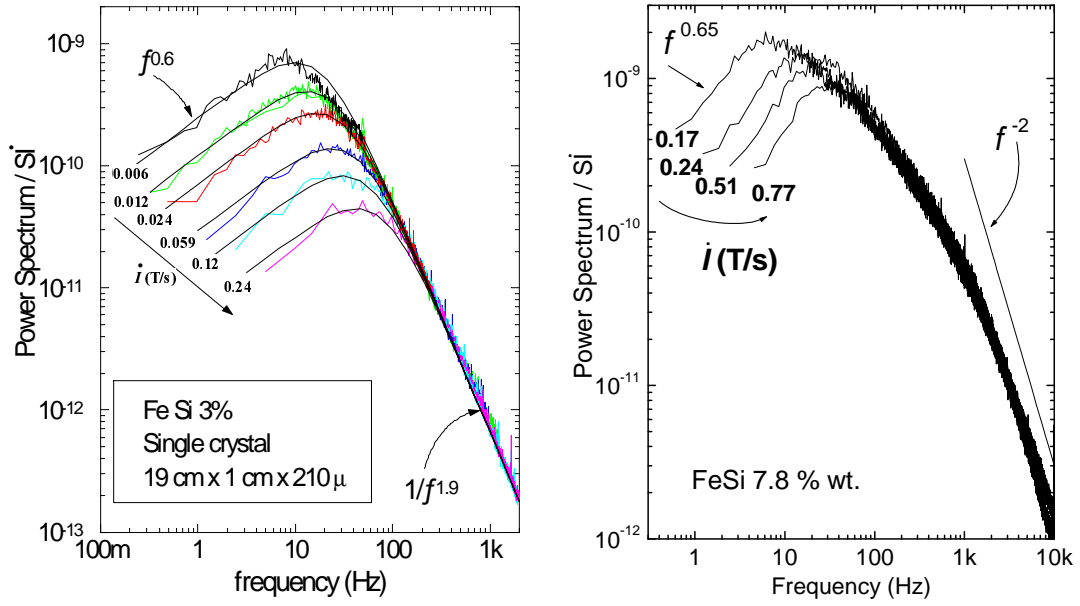 10-9
10-10
10-11
10-12
10-13
Power Spectrum / Si
f0.6
0.006
0.012
0.024
0.059
0.12
0.24
i (T/s)
Fe Si 3%
Single crystal
19 cm x 1 cm x 210 μ
1/f1.9
100m 1 10 100 1k
frequency (Hz)
10-9
10-10
10-11
10-12
Power Spectrum / Si
f0.65
0.17
0.24
0.51
0.77
i (T/s)
f-2
FeSi 7.8 % wt.
1 10 100 1k 10k
Frequency (Hz)